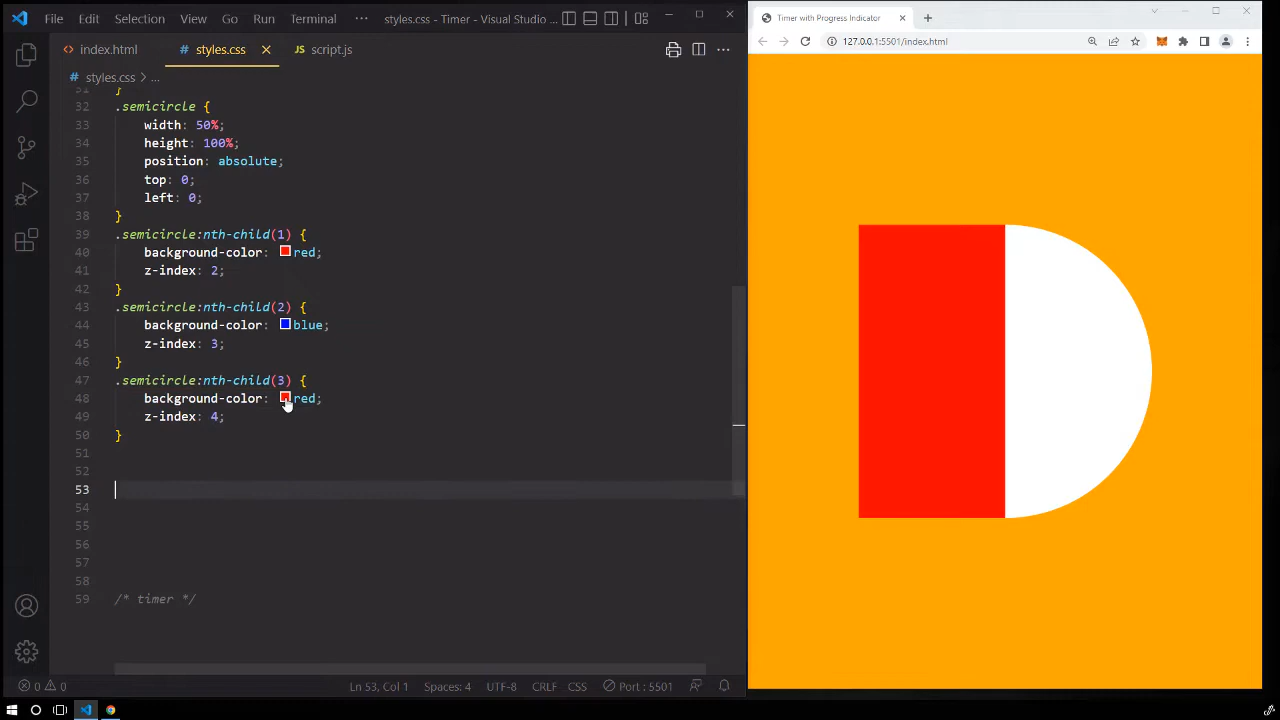 File Edit Selection View Go Run Terminal ··· styles.css - Timer - Visual Studio ...
Timer with Progress Indicator
127.0.0.1:5501/index.html
index.html styles.css script.js
styles.css > ...
31 }
32 .semicircle {
33 width: 50%;
34 height: 100%;
35 position: absolute;
36 top: 0;
37 left: 0;
38 }
39 .semicircle:nth-child(1) {
40 background-color: red;
41 z-index: 2;
42 }
43 .semicircle:nth-child(2) {
44 background-color: blue;
45 z-index: 3;
46 }
47 .semicircle:nth-child(3) {
48 background-color: red;
49 z-index: 4;
50 }
51
52
53
54
55
56
57
58
59 /* timer */
0 0 Ln 53, Col 1 Spaces: 4 UTF-8 CRLF CSS Port : 5501